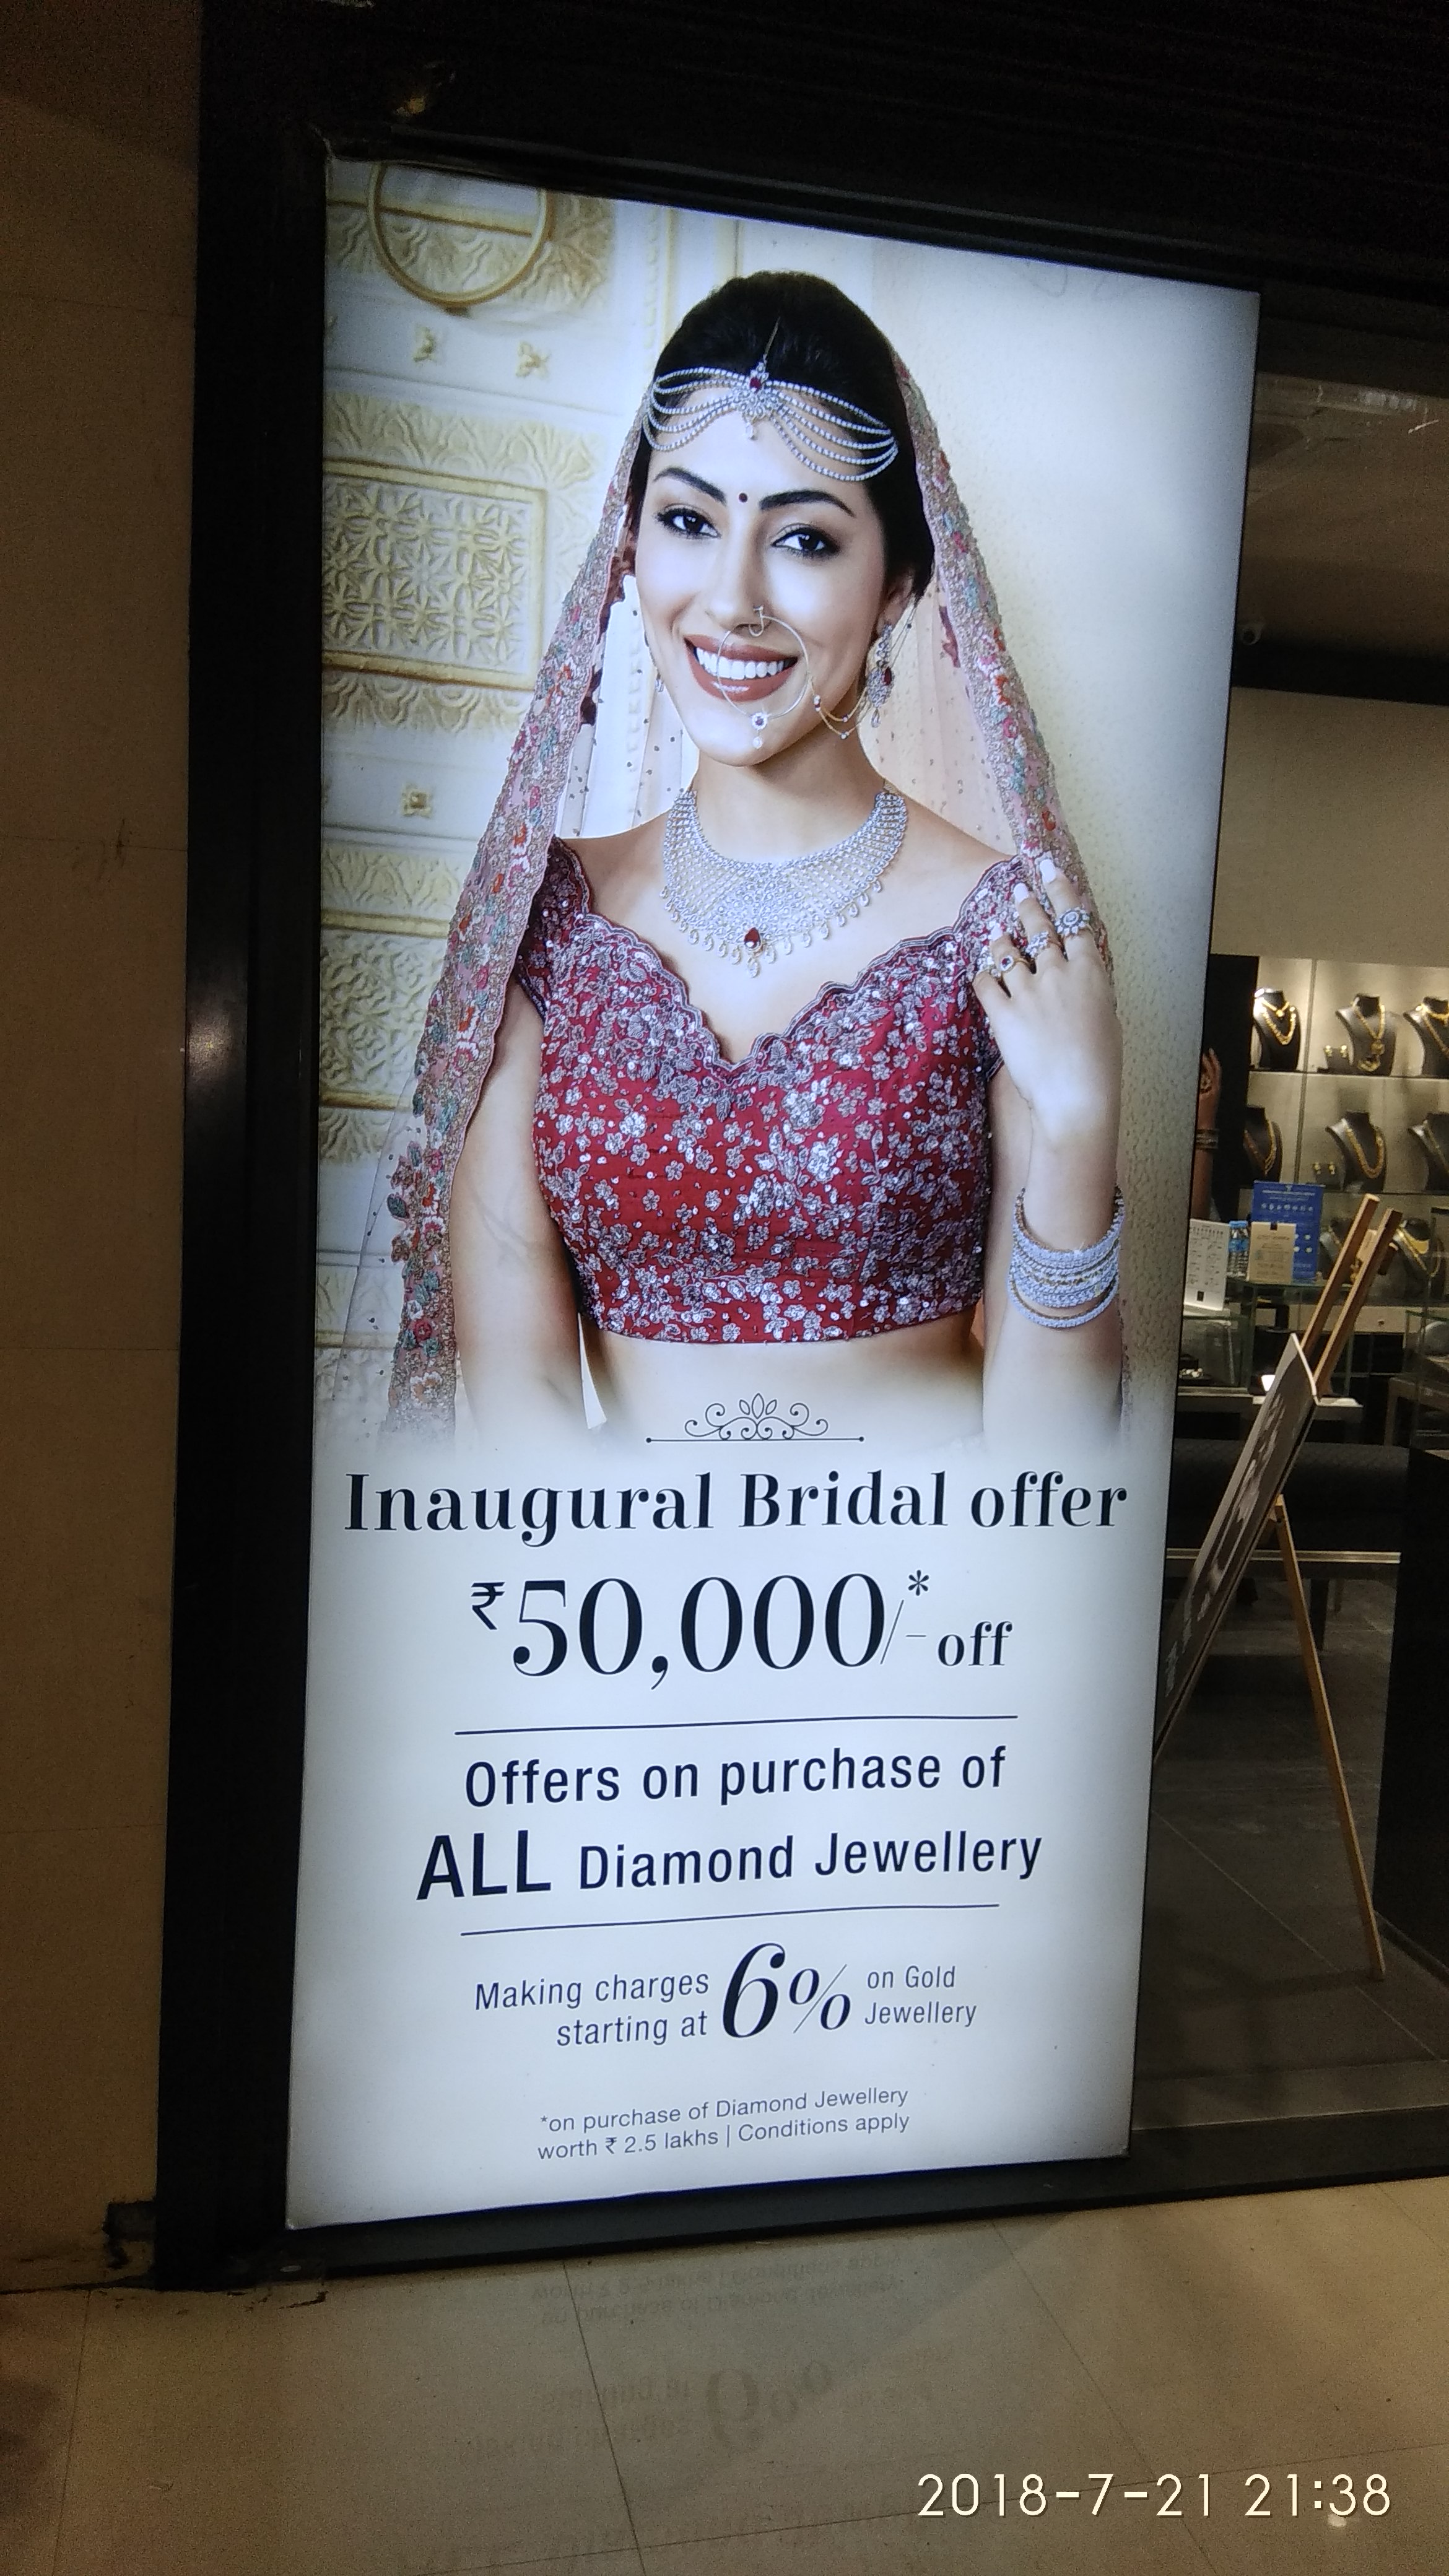 Inaugural Bridal offer
₹50,000/-* off
Offers on purchase of
ALL Diamond Jewellery
Making charges
starting at
6%
on Gold
Jewellery
*on purchase of Diamond Jewellery
worth ₹ 2.5 lakhs | Conditions apply
2018-7-21 21:38